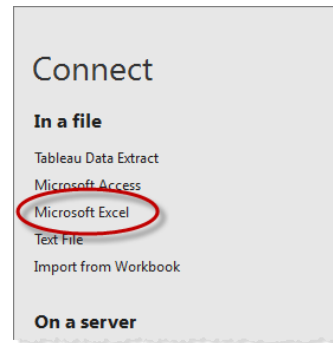 Connect
In a file
Tableau Data Extract
Microsoft Access
Microsoft Excel
Text File
Import from Workbook
On a server